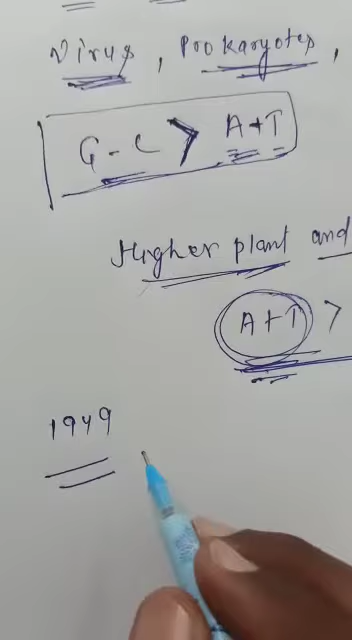 Virus, Prokaryotes,
G-C > A+T
Higher plant and
A+T >
1949